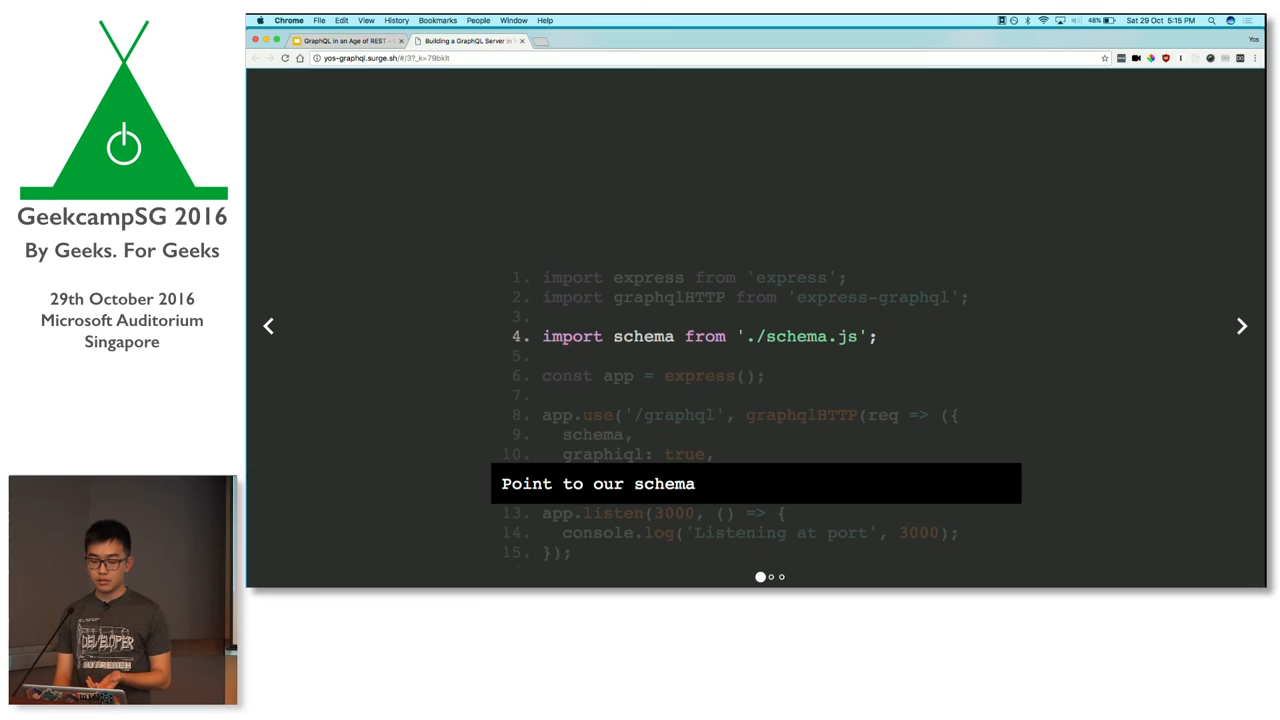 GeekcampSG 2016
By Geeks. For Geeks
29th October 2016
Microsoft Auditorium
Singapore
Chrome File Edit View History Bookmarks People Window Help
48% Sat 29 Oct 5:15 PM
GraphQL in an Age of REST -
Building a GraphQL Server in
Yos
yos-graphql.surge.sh/#/3?_k=79bklt
1. import express from 'express';
2. import graphqlHTTP from 'express-graphql';
3.
4. import schema from './schema.js';
5.
6. const app = express();
7.
8. app.use('/graphql', graphqlHTTP(req => ({
9. schema,
10. graphiql: true,
Point to our schema
13. app.listen(3000, () => {
14. console.log('Listening at port', 3000);
15. });
DEVELOPER
OUTREACH